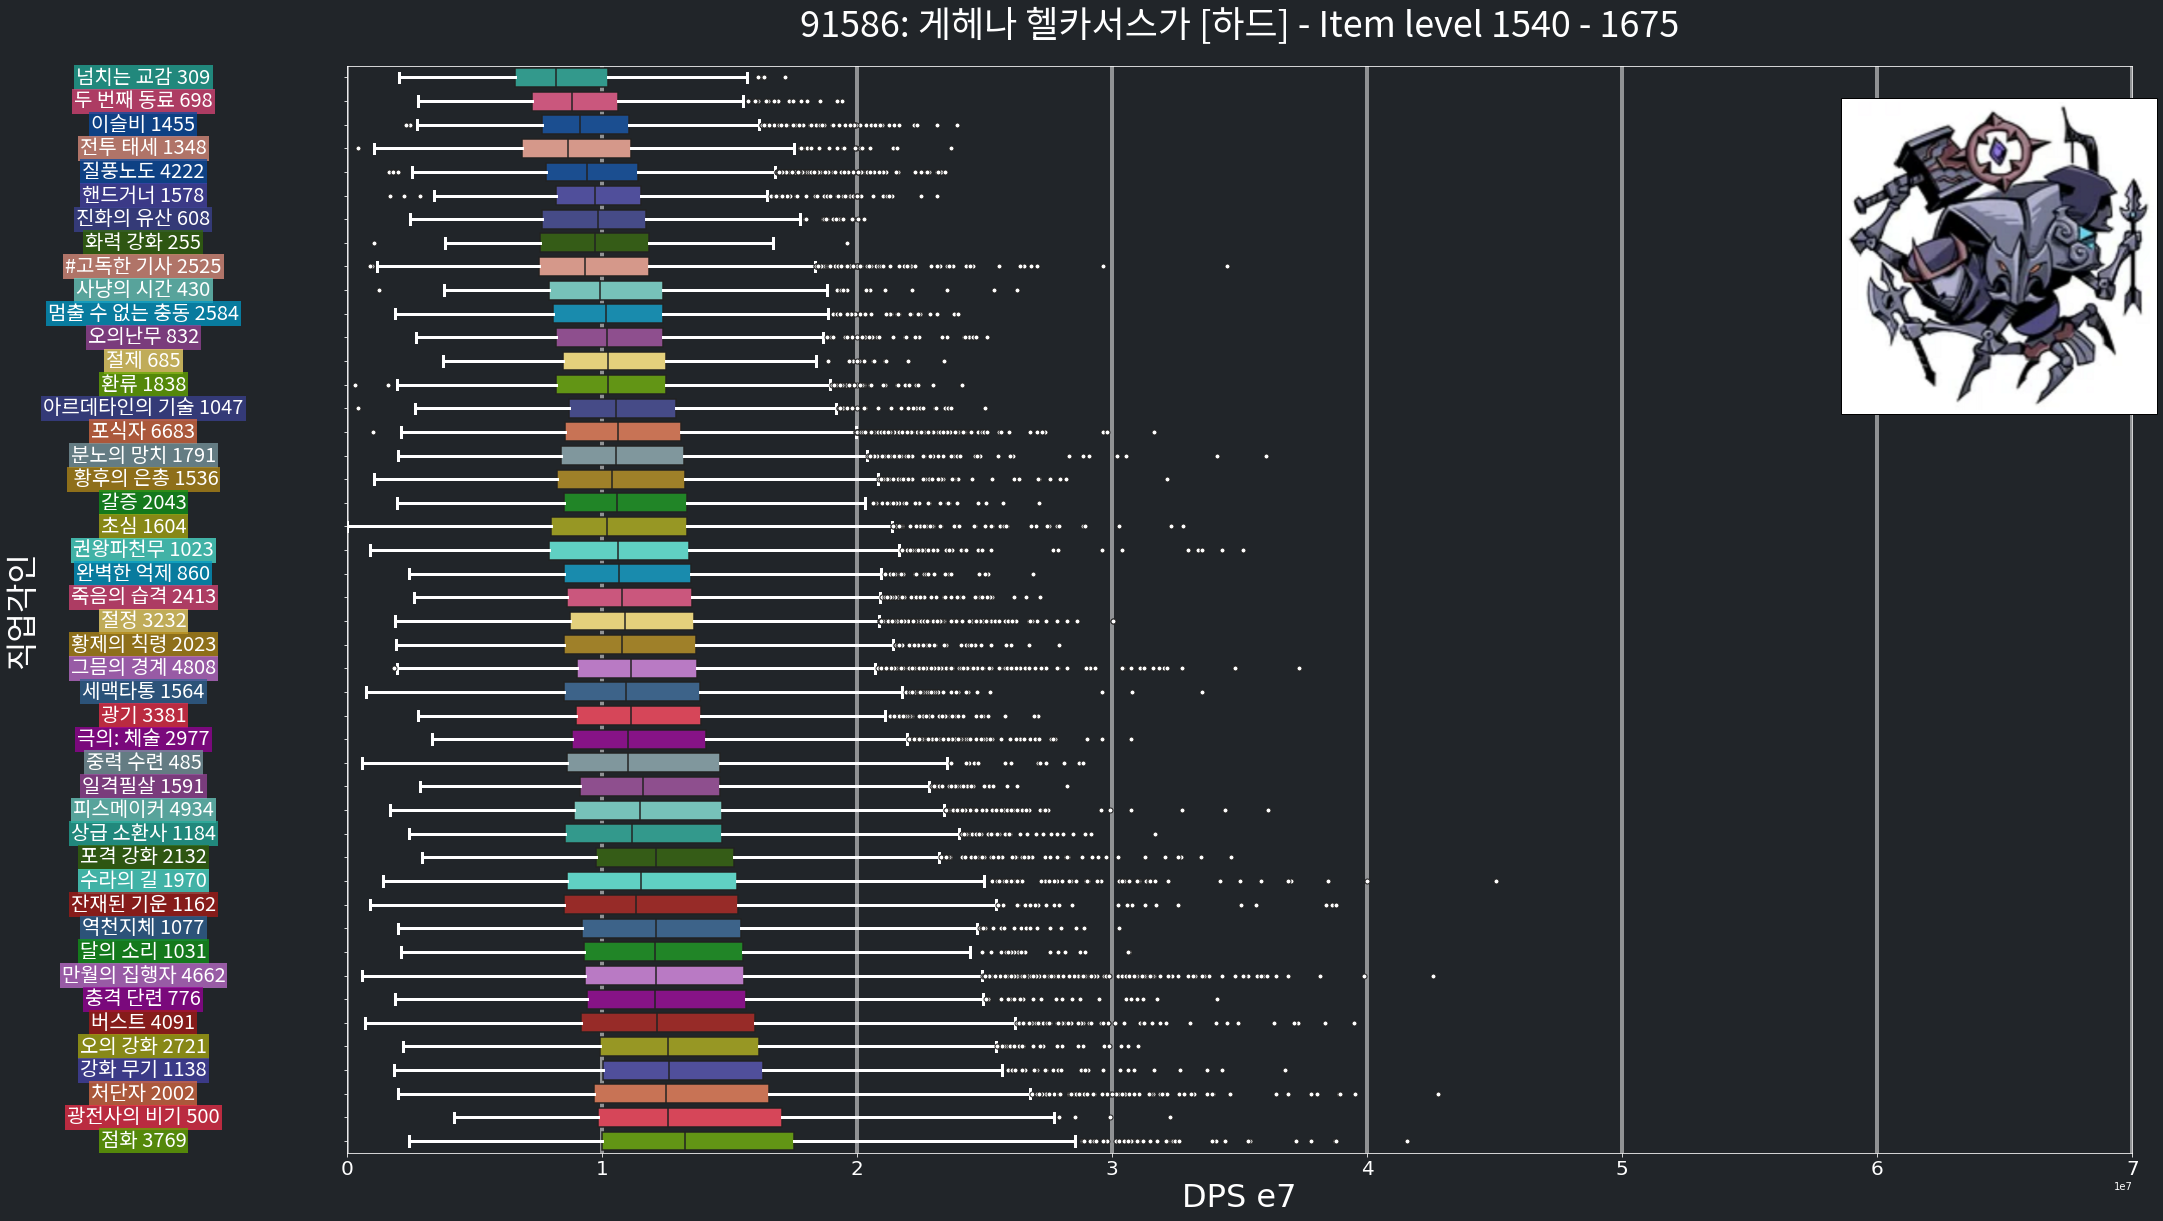 91586: 게헤나 헬카서스가 [하드] - Item level 1540 - 1675
넘치는 교감 309
두 번째 동료 698
이슬비 1455
전투 태세 1348
질풍노도 4222
핸드거너 1578
진화의 유산 608
화력 강화 255
#고독한 기사 2525
사냥의 시간 430
멈출 수 없는 충동 2584
오의난무 832
절제 685
환류 1838
아르데타인의 기술 1047
포식자 6683
분노의 망치 1791
황후의 은총 1536
갈증 2043
초심 1604
권왕파천무 1023
완벽한 억제 860
죽음의 습격 2413
절정 3232
황제의 칙령 2023
그믐의 경계 4808
세맥타통 1564
광기 3381
극의: 체술 2977
중력 수련 485
일격필살 1591
피스메이커 4934
상급 소환사 1184
포격 강화 2132
수라의 길 1970
잔재된 기운 1162
역천지체 1077
달의 소리 1031
만월의 집행자 4662
충격 단련 776
버스트 4091
오의 강화 2721
강화 무기 1138
처단자 2002
광전사의 비기 500
점화 3769
직업각인
0 1 2 3 4 5 6 7
1e7
DPS e7